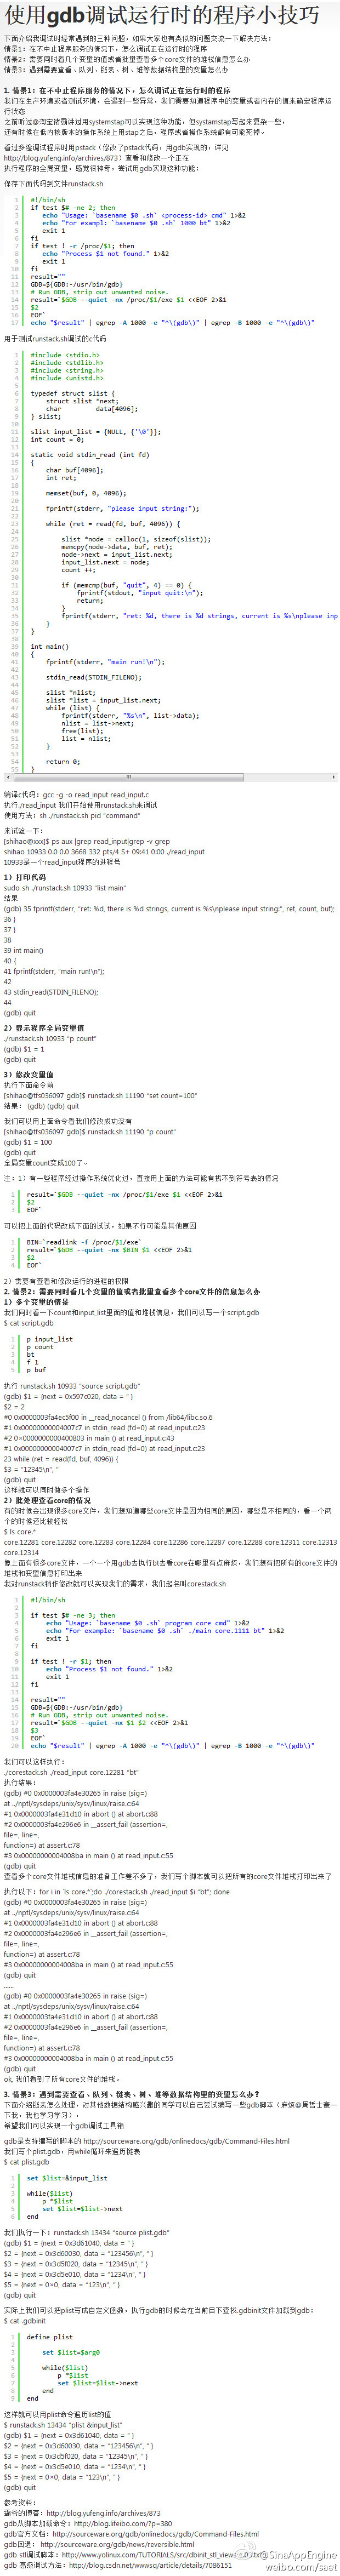 使用gdb调试运行时的程序小技巧
下面介绍我调试时经常遇到的三种问题，如果大家也有类似的问题交流一下解决方法：
情景1：在不中止程序服务的情况下，怎么调试正在运行时的程序
情景2：需要同时看几个变量的值或者批量查看多个core文件的堆栈信息怎么办
情景3：遇到需要查看、队列、链表、树、堆等数据结构里的变量怎么办
1. 情景1：在不中止程序服务的情况下，怎么调试正在运行时的程序
我们在生产环境或者测试环境，会遇到一些异常，我们需要知道程序中的变量或者内存的值来确定程序运
行状态
之前听过@淘宝褚霸讲过用systemstap可以实现这种功能，但systamstap写起来复杂一些，
还有时候在低内核版本的操作系统上用stap之后，程序或者操作系统都有可能死掉。
看过多隆调试程序时用pstack（修改了pstack代码，用gdb实现的，详见
http://blog.yufeng.info/archives/873）查看和修改一个正在
执行程序的全局变量，感觉很神奇，尝试用gdb实现这种功能：
保存下面代码到文件runstack.sh
1 #!/bin/sh
2 if test $# -ne 2; then
3 echo "Usage: `basename $0 .sh` <process-id> cmd" 1>&2
4 echo "For exampl: `basename $0 .sh` 1000 bt" 1>&2
5 exit 1
6 fi
7 if test ! -r /proc/$1; then
8 echo "Process $1 not found." 1>&2
9 exit 1
10 fi
11 result=""
12 GDB=${GDB:-/usr/bin/gdb}
13 # Run GDB, strip out unwanted noise.
14 result=`$GDB --quiet -nx /proc/$1/exe $1 <<EOF 2>&1
15 $2
16 EOF`
17 echo "$result" | egrep -A 1000 -e "^\(gdb\)" | egrep -B 1000 -e "^\(gdb\)"
用于测试runstack.sh调试的c代码
1 #include <stdio.h>
2 #include <stdlib.h>
3 #include <string.h>
4 #include <unistd.h>
5
6 typedef struct slist {
7 struct slist *next;
8 char data[4096];
9 } slist;
10
11 slist input_list = {NULL, {'\0'}};
12 int count = 0;
13
14 static void stdin_read (int fd)
15 {
16 char buf[4096];
17 int ret;
18
19 memset(buf, 0, 4096);
20
21 fprintf(stderr, "please input string:");
22
23 while (ret = read(fd, buf, 4096)) {
24
25 slist *node = calloc(1, sizeof(slist));
26 memcpy(node->data, buf, ret);
27 node->next = input_list.next;
28 input_list.next = node;
29 count ++;
30
31 if (memcmp(buf, "quit", 4) == 0) {
32 fprintf(stdout, "input quit:\n");
33 return;
34 }
35 fprintf(stderr, "ret: %d, there is %d strings, current is %s\nplease inp
36 }
37 }
38
39 int main()
40 {
41 fprintf(stderr, "main run!\n");
42
43 stdin_read(STDIN_FILENO);
44
45 slist *nlist;
46 slist *list = input_list.next;
47 while (list) {
48 fprintf(stderr, "%s\n", list->data);
49 nlist = list->next;
50 free(list);
51 list = nlist;
52 }
53
54 return 0;
55 }
编译c代码：gcc -g -o read_input read_input.c
执行./read_input 我们开始使用runstack.sh来调试
使用方法：sh ./runstack.sh pid “command”
来试验一下：
[shihao@xxx]$ ps aux |grep read_input|grep -v grep
shihao 10933 0.0 0.0 3668 332 pts/4 S+ 09:41 0:00 ./read_input
10933是一个read_input程序的进程号
1）打印代码
sudo sh ./runstack.sh 10933 “list main”
结果
(gdb) 35 fprintf(stderr, “ret: %d, there is %d strings, current is %s\nplease input string:”, ret, count, buf);
36 }
37 }
38
39 int main()
40 {
41 fprintf(stderr, “main run!\n”);
42
43 stdin_read(STDIN_FILENO);
44
(gdb) quit
2）显示程序全局变量值
./runstack.sh 10933 “p count”
(gdb) $1 = 1
(gdb) quit
3）修改变量值
执行下面命令前
[shihao@tfs036097 gdb]$ runstack.sh 11190 “set count=100”
结果： (gdb) (gdb) quit
我们可以用上面命令看我们修改成功没有
[shihao@tfs036097 gdb]$ runstack.sh 11190 “p count”
(gdb) $1 = 100
(gdb) quit
全局变量count变成100了。
注：1）有一些程序经过操作系统优化过，直接用上面的方法可能有找不到符号表的情况
1 result=`$GDB --quiet -nx /proc/$1/exe $1 <<EOF 2>&1
2 $2
3 EOF`
可以把上面的代码改成下面的试试，如果不行可能是其他原因
1 BIN=`readlink -f /proc/$1/exe`
2 result=`$GDB --quiet -nx $BIN $1 <<EOF 2>&1
3 $2
4 EOF`
2）需要有查看和修改运行的进程的权限
2. 情景2：需要同时看几个变量的值或者批量查看多个core文件的信息怎么办
1）多个变量的情景
我们同时看一下count和input_list里面的值和堆栈信息，我们可以写一个script.gdb
$ cat script.gdb
1 p input_list
2 p count
3 bt
4 f 1
5 p buf
执行 runstack.sh 10933 “source script.gdb”
(gdb) $1 = {next = 0x597c020, data = “ }
$2 = 2
#0 0x0000003fa4ec5f00 in __read_nocancel () from /lib64/libc.so.6
#1 0x00000000004007c7 in stdin_read (fd=0) at read_input.c:23
#2 0×0000000000400803 in main () at read_input.c:43
#1 0x00000000004007c7 in stdin_read (fd=0) at read_input.c:23
23 while (ret = read(fd, buf, 4096)) {
$3 = “12345\n”, “
(gdb) quit
这样就可以同时做多个操作
2）批处理查看core的情况
有的时候会出现很多core文件，我们想知道哪些core文件是因为相同的原因，哪些是不相同的，看一个两
个的时候还比较轻松
$ ls core.*
core.12281 core.12282 core.12283 core.12284 core.12286 core.12287 core.12288 core.12311 core.12313
core.12314
像上面有很多core文件，一个一个用gdb去执行bt去看core在哪里有点麻烦，我们想有把所有的core文件的
堆栈和变量信息打印出来
我对runstack稍作修改就可以实现我们的需求，我们起名叫corestack.sh
1 #!/bin/sh
2
3 if test $# -ne 3; then
4 echo "Usage: `basename $0 .sh` program core cmd" 1>&2
5 echo "For example: `basename $0 .sh` ./main core.1111 bt" 1>&2
6 exit 1
7 fi
8
9 if test ! -r $1; then
10 echo "Process $1 not found." 1>&2
11 exit 1
12 fi
13
14 result=""
15 GDB=${GDB:-/usr/bin/gdb}
16 # Run GDB, strip out unwanted noise.
17 result=`$GDB --quiet -nx $1 $2 <<EOF 2>&1
18 $3
19 EOF`
20 echo "$result" | egrep -A 1000 -e "^\(gdb\)" | egrep -B 1000 -e "^\(gdb\)"
我们可以这样执行：
./corestack.sh ./read_input core.12281 “bt”
执行结果：
(gdb) #0 0x0000003fa4e30265 in raise (sig=)
at ../nptl/sysdeps/unix/sysv/linux/raise.c:64
#1 0x0000003fa4e31d10 in abort () at abort.c:88
#2 0x0000003fa4e296e6 in __assert_fail (assertion=,
file=, line=,
function=) at assert.c:78
#3 0x00000000004008ba in main () at read_input.c:55
(gdb) quit
查看多个core文件堆栈信息的准备工作差不多了，我们写个脚本就可以把所有的core文件堆栈打印出来了
执行以下：for i in `ls core.*`;do ./corestack.sh ./read_input $i “bt”; done
(gdb) #0 0x0000003fa4e30265 in raise (sig=)
at ../nptl/sysdeps/unix/sysv/linux/raise.c:64
#1 0x0000003fa4e31d10 in abort () at abort.c:88
#2 0x0000003fa4e296e6 in __assert_fail (assertion=,
file=, line=,
function=) at assert.c:78
#3 0x00000000004008ba in main () at read_input.c:55
(gdb) quit
……
(gdb) #0 0x0000003fa4e30265 in raise (sig=)
at ../nptl/sysdeps/unix/sysv/linux/raise.c:64
#1 0x0000003fa4e31d10 in abort () at abort.c:88
#2 0x0000003fa4e296e6 in __assert_fail (assertion=,
file=, line=,
function=) at assert.c:78
#3 0x00000000004008ba in main () at read_input.c:55
(gdb) quit
ok, 我们看到了所有core文件的堆栈。
3. 情景3：遇到需要查看、队列、链表、树、堆等数据结构里的变量怎么办？
下面介绍链表怎么处理，对其他数据结构感兴趣的同学可以自己尝试编写一些gdb脚本（麻烦@周哲士豪一
下我，我也学习学习），
希望我们可以实现一个gdb调试工具箱
gdb是支持编写的脚本的 http://sourceware.org/gdb/onlinedocs/gdb/Command-Files.html
我们写个plist.gdb，用while循环来遍历链表
$ cat plist.gdb
1 set $list=&input_list
2
3 while($list)
4 p *$list
5 set $list=$list->next
6 end
我们执行一下：runstack.sh 13434 “source plist.gdb”
(gdb) $1 = {next = 0x3d61040, data = “ }
$2 = {next = 0x3d60030, data = “123456\n”, “ }
$3 = {next = 0x3d5f020, data = “12345\n”, “ }
$4 = {next = 0x3d5e010, data = “1234\n”, “ }
$5 = {next = 0×0, data = “123\n”, “ }
(gdb) quit
实际上我们可以把plist写成自定义函数，执行gdb的时候会在当前目下查找.gdbinit文件加载到gdb：
$ cat .gdbinit
1 define plist
2
3 set $list=$arg0
4
5 while($list)
6 p *$list
7 set $list=$list->next
8 end
9 end
这样就可以用plist命令遍历list的值
$ runstack.sh 13434 “plist &input_list”
(gdb) $1 = {next = 0x3d61040, data = “ }
$2 = {next = 0x3d60030, data = “123456\n”, “ }
$3 = {next = 0x3d5f020, data = “12345\n”, “ }
$4 = {next = 0x3d5e010, data = “1234\n”, “ }
$5 = {next = 0×0, data = “123\n”, “ }
(gdb) quit
参考资料：
霸爷的博客：http://blog.yufeng.info/archives/873
gdb从脚本加载命令：http://blog.lifeibo.com/?p=380
gdb官方文档：http://sourceware.org/gdb/onlinedocs/gdb/Command-Files.html
gdb回退： http://sourceware.org/gdb/news/reversible.html
gdb stl调试脚本：http://www.yolinux.com/TUTORIALS/src/dbinit_stl_views
gdb 高级调试方法：http://blog.csdn.net/wwwsq/article/details/7086151
@SinaAppEngine
weibo.com/saet